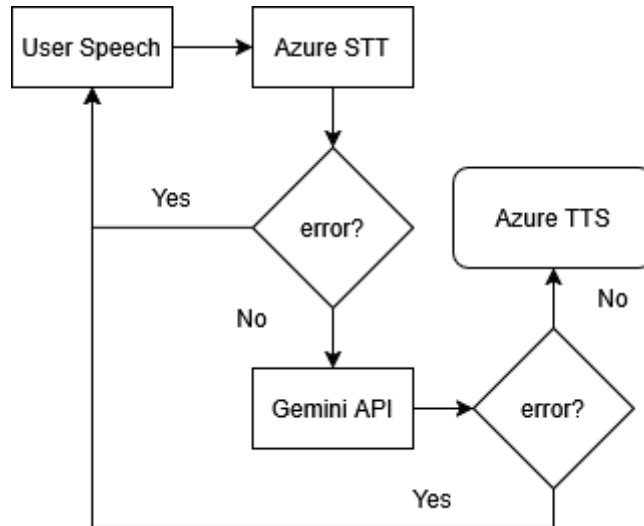 User Speech
Azure STT
Yes
error?
Azure TTS
No
No
Gemini API
error?
Yes